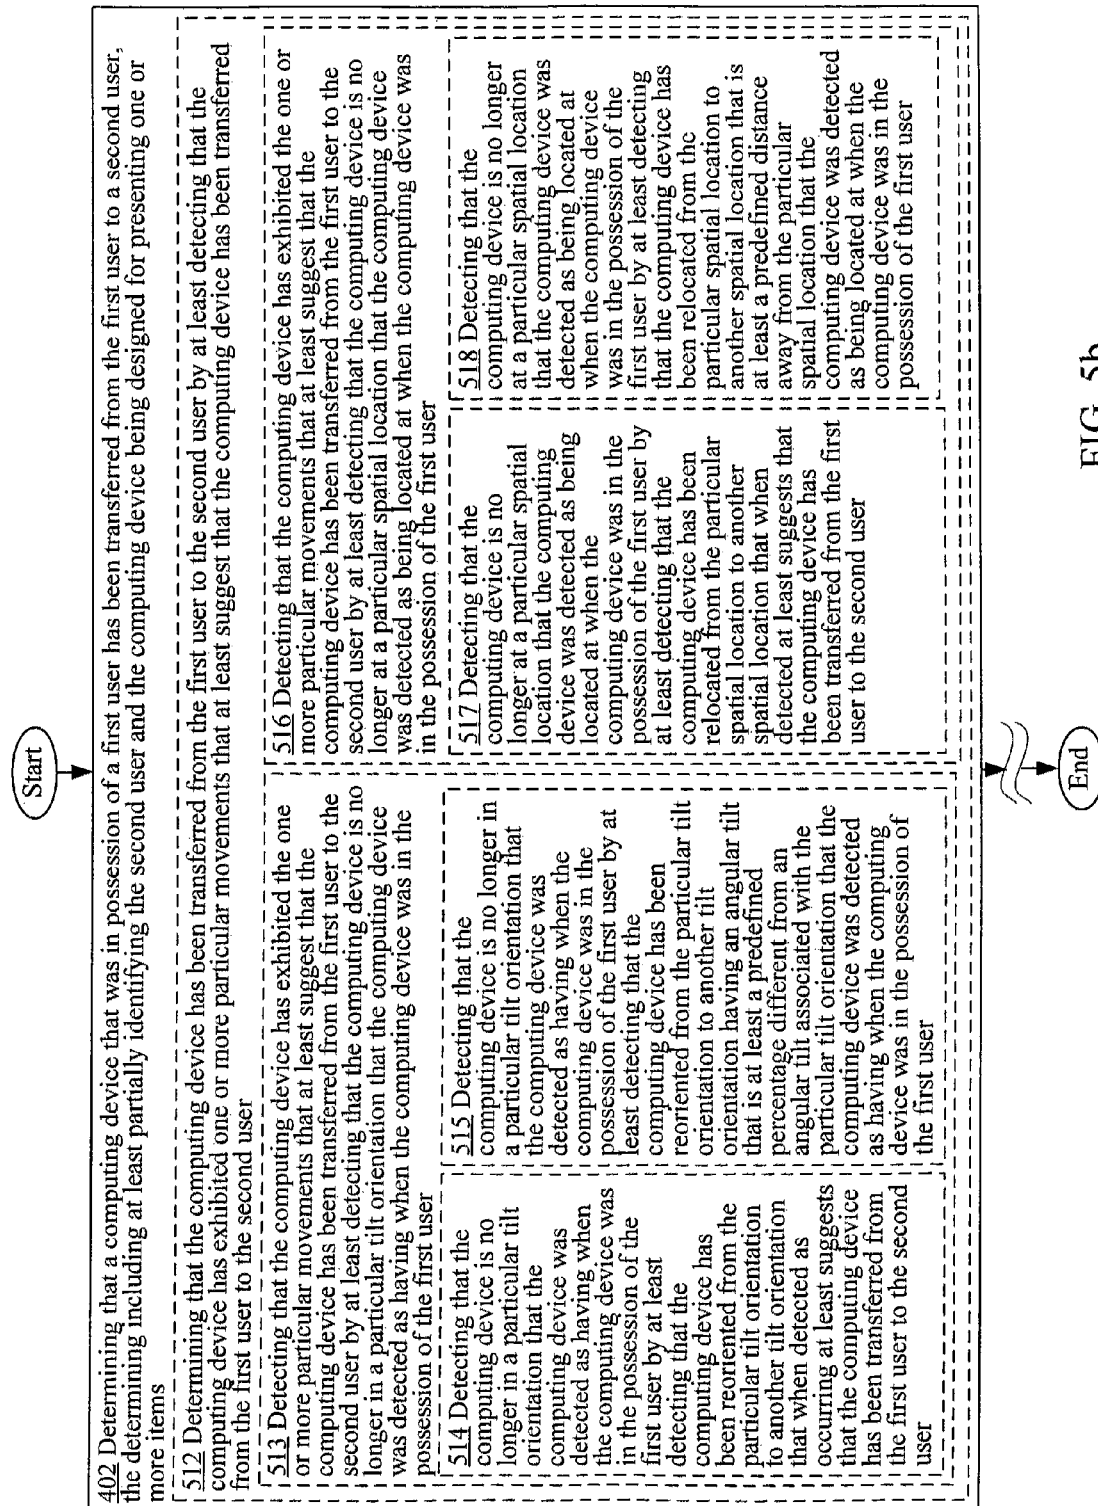 Start
402 Determining that a computing device that was in possession of a first user has been transferred from the first user to a second user,
the determining including at least partially identifying the second user and the computing device being designed for presenting one or
more items
512 Determining that the computing device has been transferred from the first user to the second user by at least detecting that the
computing device has exhibited one or more particular movements that at least suggest that the computing device has been transferred
from the first user to the second user
513 Detecting that the computing device has exhibited the one
or more particular movements that at least suggest that the
computing device has been transferred from the first user to the
second user by at least detecting that the computing device is no
longer in a particular tilt orientation that the computing device
was detected as having when the computing device was in the
possession of the first user
514 Detecting that the
computing device is no
longer in a particular tilt
orientation that the
computing device was
detected as having when
the computing device was
in the possession of the
first user by at least
detecting that the
computing device has
been reoriented from the
particular tilt orientation
to another tilt orientation
that when detected as
occurring at least suggests
that the computing device
has been transferred from
the first user to the second
user
515 Detecting that the
computing device is no longer in
a particular tilt orientation that
the computing device was
detected as having when the
computing device was in the
possession of the first user by at
least detecting that the
computing device has been
reoriented from the particular tilt
orientation to another tilt
orientation having an angular tilt
that is at least a predefined
percentage different from an
angular tilt associated with the
particular tilt orientation that the
computing device was detected
as having when the computing
device was in the possession of
the first user
516 Detecting that the computing device has exhibited the one or
more particular movements that at least suggest that the
computing device has been transferred from the first user to the
second user by at least detecting that the computing device is no
longer at a particular spatial location that the computing device
was detected as being located at when the computing device was
in the possession of the first user
517 Detecting that the
computing device is no
longer at a particular spatial
location that the computing
device was detected as being
located at when the
computing device was in the
possession of the first user by
at least detecting that the
computing device has been
relocated from the particular
spatial location to another
spatial location that when
detected at least suggests that
the computing device has
been transferred from the first
user to the second user
518 Detecting that the
computing device is no longer
at a particular spatial location
that the computing device was
detected as being located at
when the computing device
was in the possession of the
first user by at least detecting
that the computing device has
been relocated from the
particular spatial location to
another spatial location that is
at least a predefined distance
away from the particular
spatial location that the
computing device was detected
as being located at when the
computing device was in the
possession of the first user
End
FIG. 5b